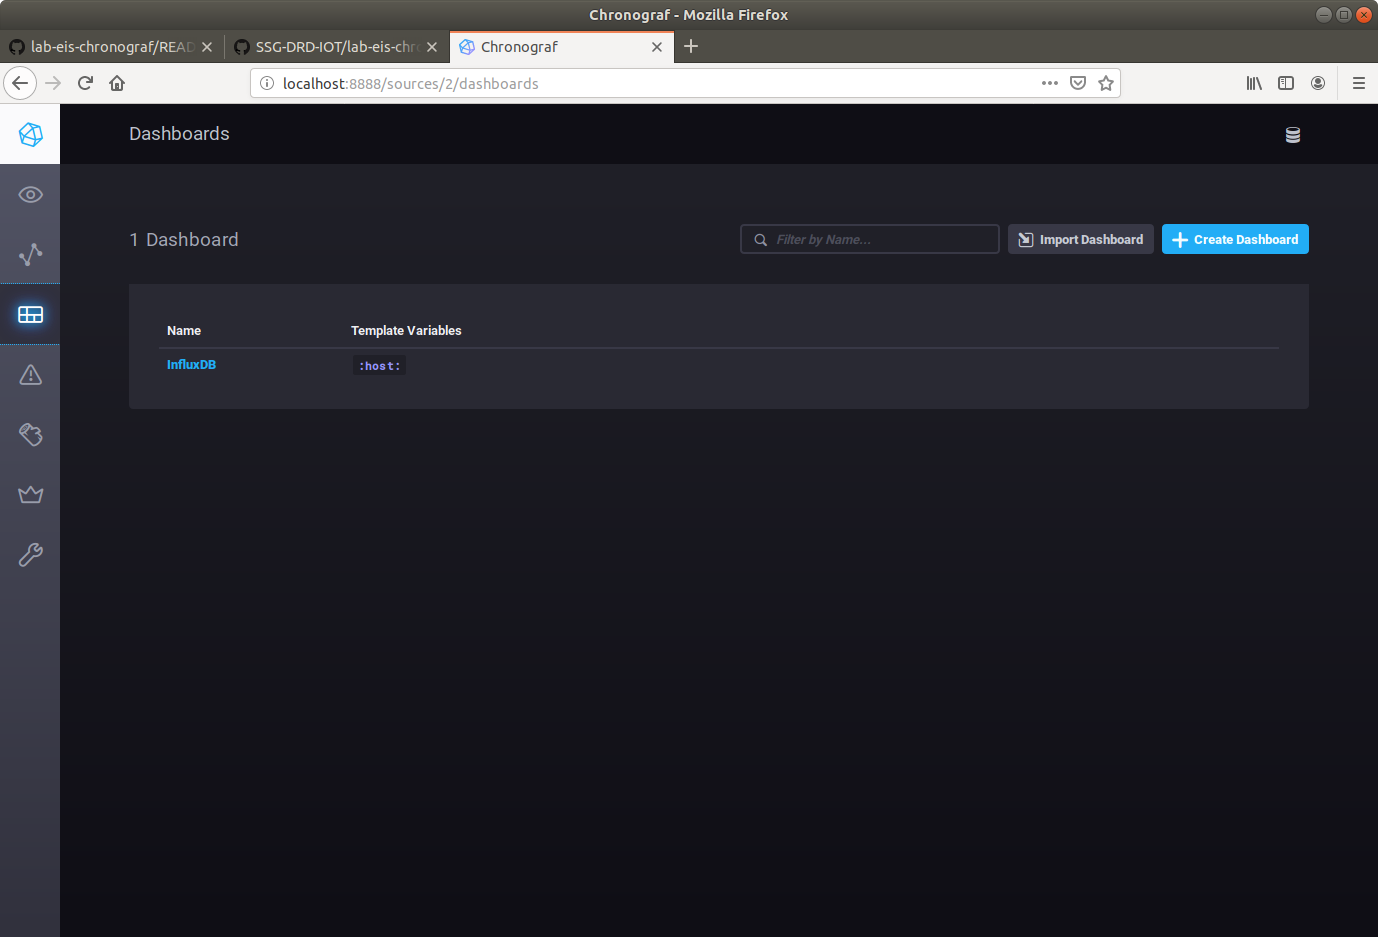 Chronograf - Mozilla Firefox
lab-eis-chronograf/READ
SSG-DRD-IOT/lab-eis-chro
Chronograf
localhost:8888/sources/2/dashboards
Dashboards
1 Dashboard
Filter by Name...
Import Dashboard
Create Dashboard
Name Template Variables
InfluxDB :host: